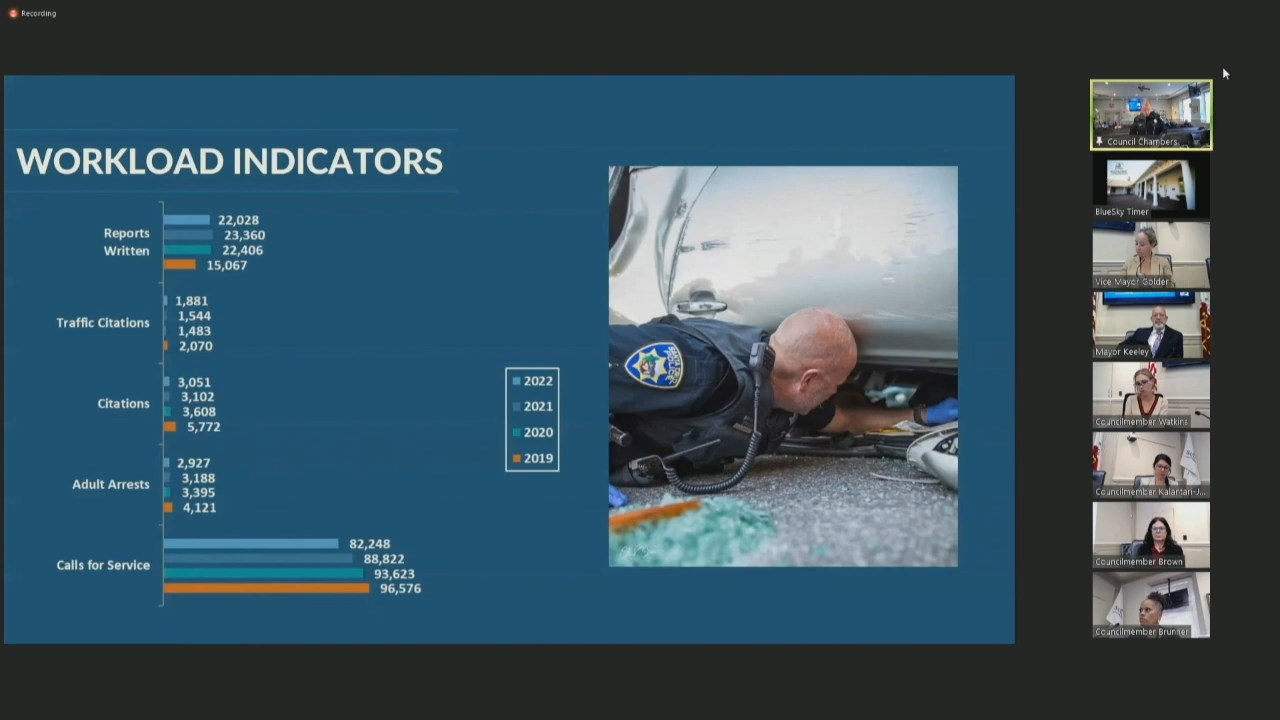 Recording
WORKLOAD INDICATORS
Reports
Written
22,028
23,360
22,406
15,067
Traffic Citations
1,881
1,544
1,483
2,070
Citations
3,051
3,102
3,608
5,772
Adult Arrests
2,927
3,188
3,395
4,121
Calls for Service
82,248
88,822
93,623
96,576
2022
2021
2020
2019
POLICE
Council Chambers
BlueSky Timer
Vice Mayor Golder
Mayor Keeley
Councilmember Watkins
Councilmember Kalantari-J...
Councilmember Brown
Councilmember Brunner